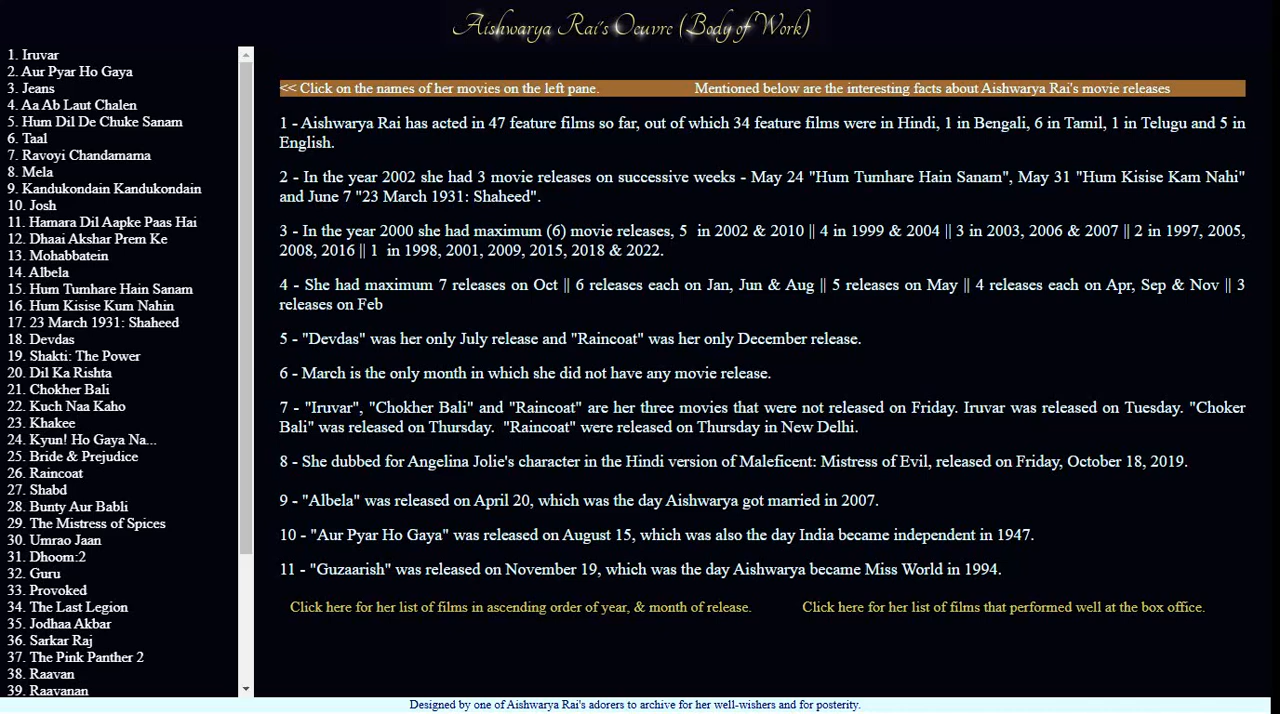 Aishwarya Rai's Oeuvre (Body of Work)
1. Iruvar
2. Aur Pyar Ho Gaya
3. Jeans
4. Aa Ab Laut Chalen
5. Hum Dil De Chuke Sanam
6. Taal
7. Ravoyi Chandamama
8. Mela
9. Kandukondain Kandukondain
10. Josh
11. Hamara Dil Aapke Paas Hai
12. Dhaai Akshar Prem Ke
13. Mohabbatein
14. Albela
15. Hum Tumhare Hain Sanam
16. Hum Kisise Kum Nahin
17. 23 March 1931: Shaheed
18. Devdas
19. Shakti: The Power
20. Dil Ka Rishta
21. Chokher Bali
22. Kuch Naa Kaho
23. Khakee
24. Kyun! Ho Gaya Na...
25. Bride & Prejudice
26. Raincoat
27. Shabd
28. Bunty Aur Babli
29. The Mistress of Spices
30. Umrao Jaan
31. Dhoom:2
32. Guru
33. Provoked
34. The Last Legion
35. Jodhaa Akbar
36. Sarkar Raj
37. The Pink Panther 2
38. Raavan
39. Raavanan
<< Click on the names of her movies on the left pane. Mentioned below are the interesting facts about Aishwarya Rai's movie releases
1 - Aishwarya Rai has acted in 47 feature films so far, out of which 34 feature films were in Hindi, 1 in Bengali, 6 in Tamil, 1 in Telugu and 5 in
English.
2 - In the year 2002 she had 3 movie releases on successive weeks - May 24 "Hum Tumhare Hain Sanam", May 31 "Hum Kisise Kam Nahi"
and June 7 "23 March 1931: Shaheed".
3 - In the year 2000 she had maximum (6) movie releases, 5 in 2002 & 2010 || 4 in 1999 & 2004 || 3 in 2003, 2006 & 2007 || 2 in 1997, 2005,
2008, 2016 || 1 in 1998, 2001, 2009, 2015, 2018 & 2022.
4 - She had maximum 7 releases on Oct || 6 releases each on Jan, Jun & Aug || 5 releases on May || 4 releases each on Apr, Sep & Nov || 3
releases on Feb
5 - "Devdas" was her only July release and "Raincoat" was her only December release.
6 - March is the only month in which she did not have any movie release.
7 - "Iruvar", "Chokher Bali" and "Raincoat" are her three movies that were not released on Friday. Iruvar was released on Tuesday. "Choker
Bali" was released on Thursday. "Raincoat" were released on Thursday in New Delhi.
8 - She dubbed for Angelina Jolie's character in the Hindi version of Maleficent: Mistress of Evil, released on Friday, October 18, 2019.
9 - "Albela" was released on April 20, which was the day Aishwarya got married in 2007.
10 - "Aur Pyar Ho Gaya" was released on August 15, which was also the day India became independent in 1947.
11 - "Guzaarish" was released on November 19, which was the day Aishwarya became Miss World in 1994.
Click here for her list of films in ascending order of year, & month of release. Click here for her list of films that performed well at the box office.
Designed by one of Aishwarya Rai's adorers to archive for her well-wishers and for posterity.